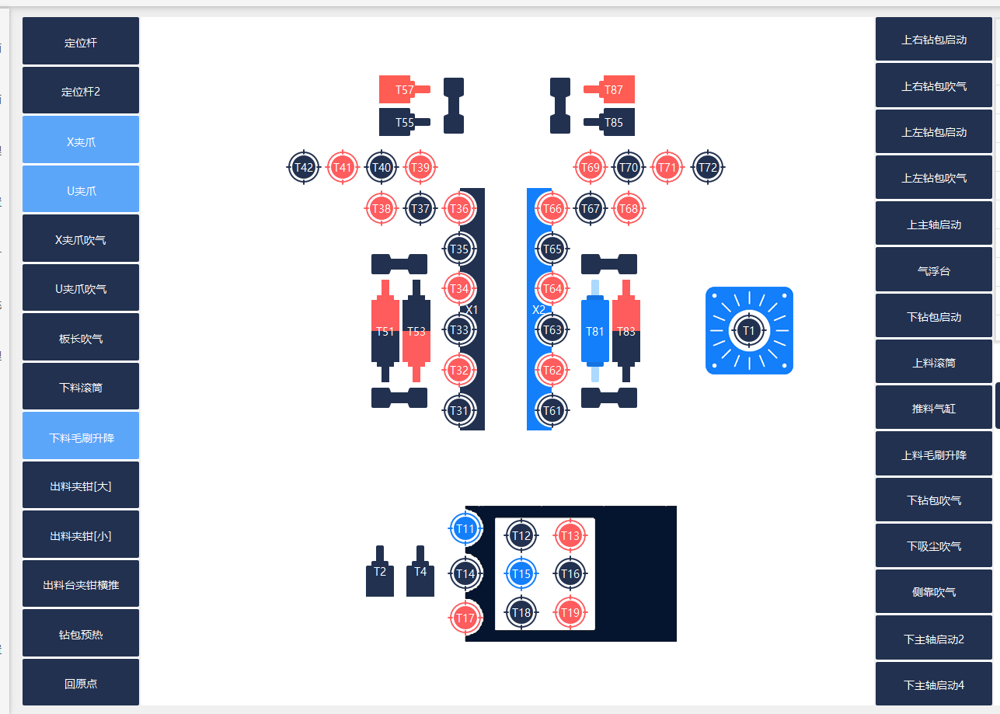 定位杆
定位杆2
X夹爪
U夹爪
X夹爪吹气
U夹爪吹气
板长吹气
下料滚筒
下料毛刷升降
出料夹钳[大]
出料夹钳[小]
出料台夹钳横推
钻包预热
回原点
T57
T87
T55
T85
T42
T41
T40
T39
T69
T70
T71
T72
T38
T37
T36
T66
T67
T68
T35
T65
T34
T64
X1
X2
T51
T53
T33
T63
T81
T83
T1
T32
T62
T31
T61
T11
T12
T13
T2
T4
T14
T15
T16
T17
T18
T19
上右钻包启动
上右钻包吹气
上左钻包启动
上左钻包吹气
上主轴启动
气浮台
下钻包启动
上料滚筒
推料气缸
上料毛刷升降
下钻包吹气
下吸尘吹气
侧靠吹气
下主轴启动2
下主轴启动4